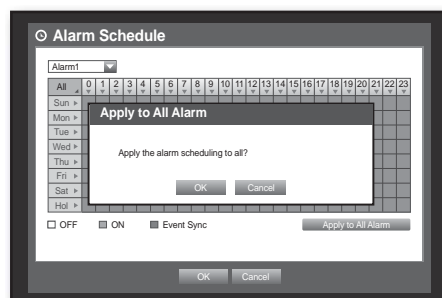 Alarm Schedule
Alarm1
All 0 1 2 3 4 5 6 7 8 9 10 11 12 13 14 15 16 17 18 19 20 21 22 23
Sun
Mon
Apply to All Alarm
Tue
Wed
Apply the alarm scheduling to all?
Thu
Fri
Sat
OK Cancel
Hol
OFF ON Event Sync Apply to All Alarm
OK Cancel